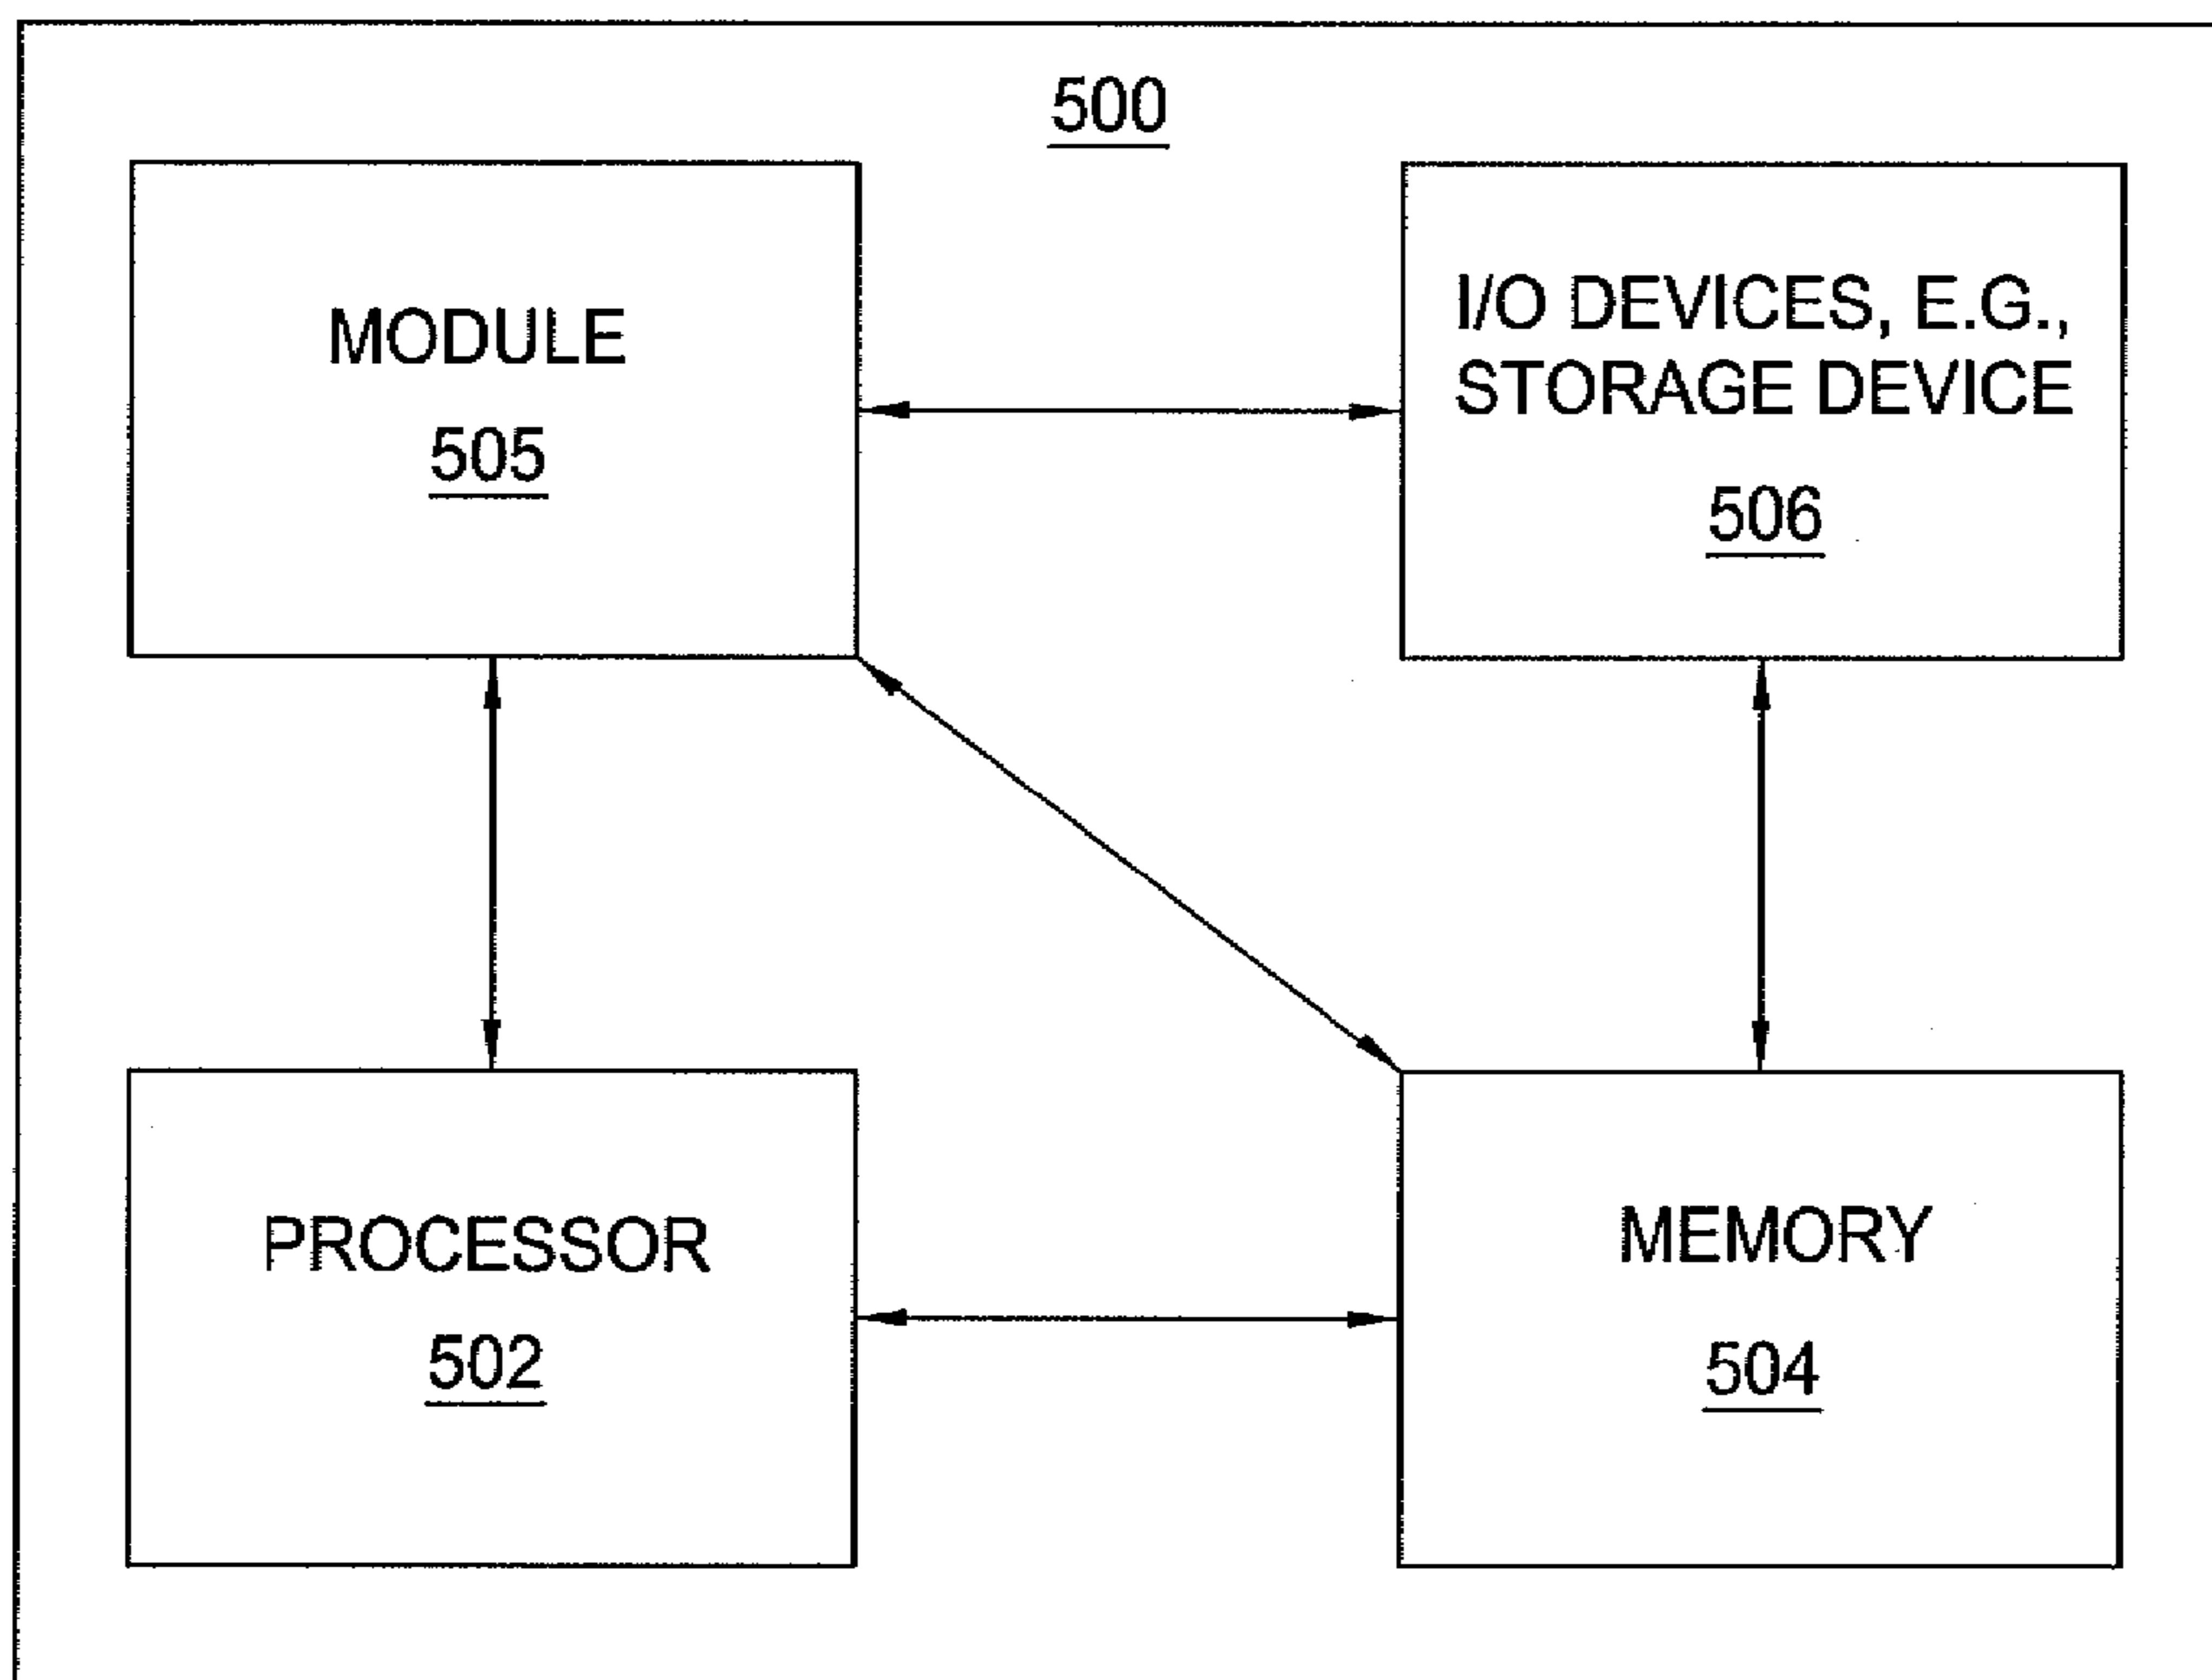 500
MODULE
505
I/O DEVICES, E.G.,
STORAGE DEVICE
506
PROCESSOR
502
MEMORY
504